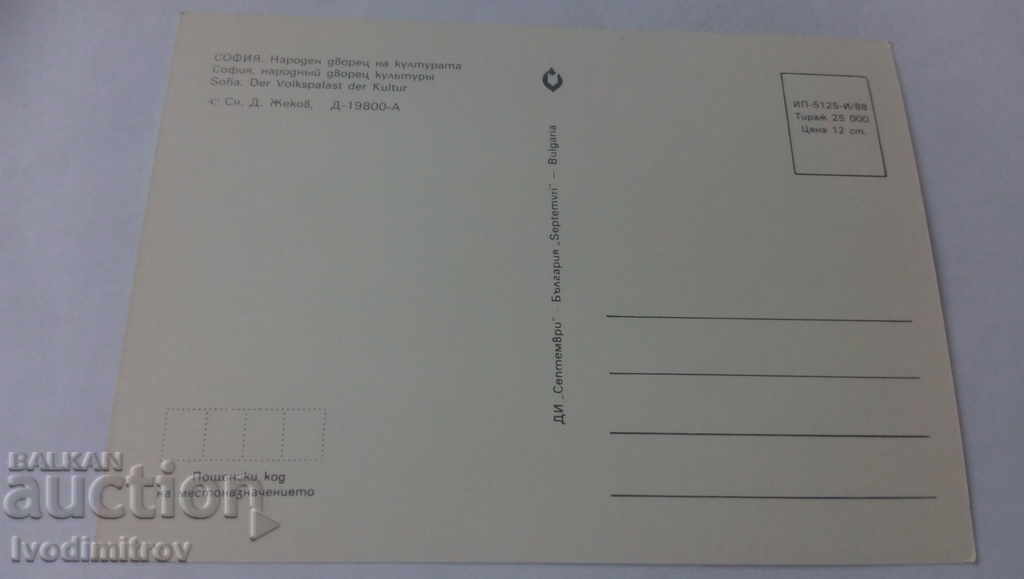 СОФИЯ. Народен дворец на културата
София, народный дворец культуры
Sofia. Der Volkspalast der Kultur
Сн. Д. Жеков, Д-19800-А
ИП-5125-И/88
Тираж 25 000
Цена 12 ст.
ДИ „Септември" - България „Septemvri" — Bulgaria
Пощенски код
на местоназначението
BALKAN
auction
Ivodimitrov